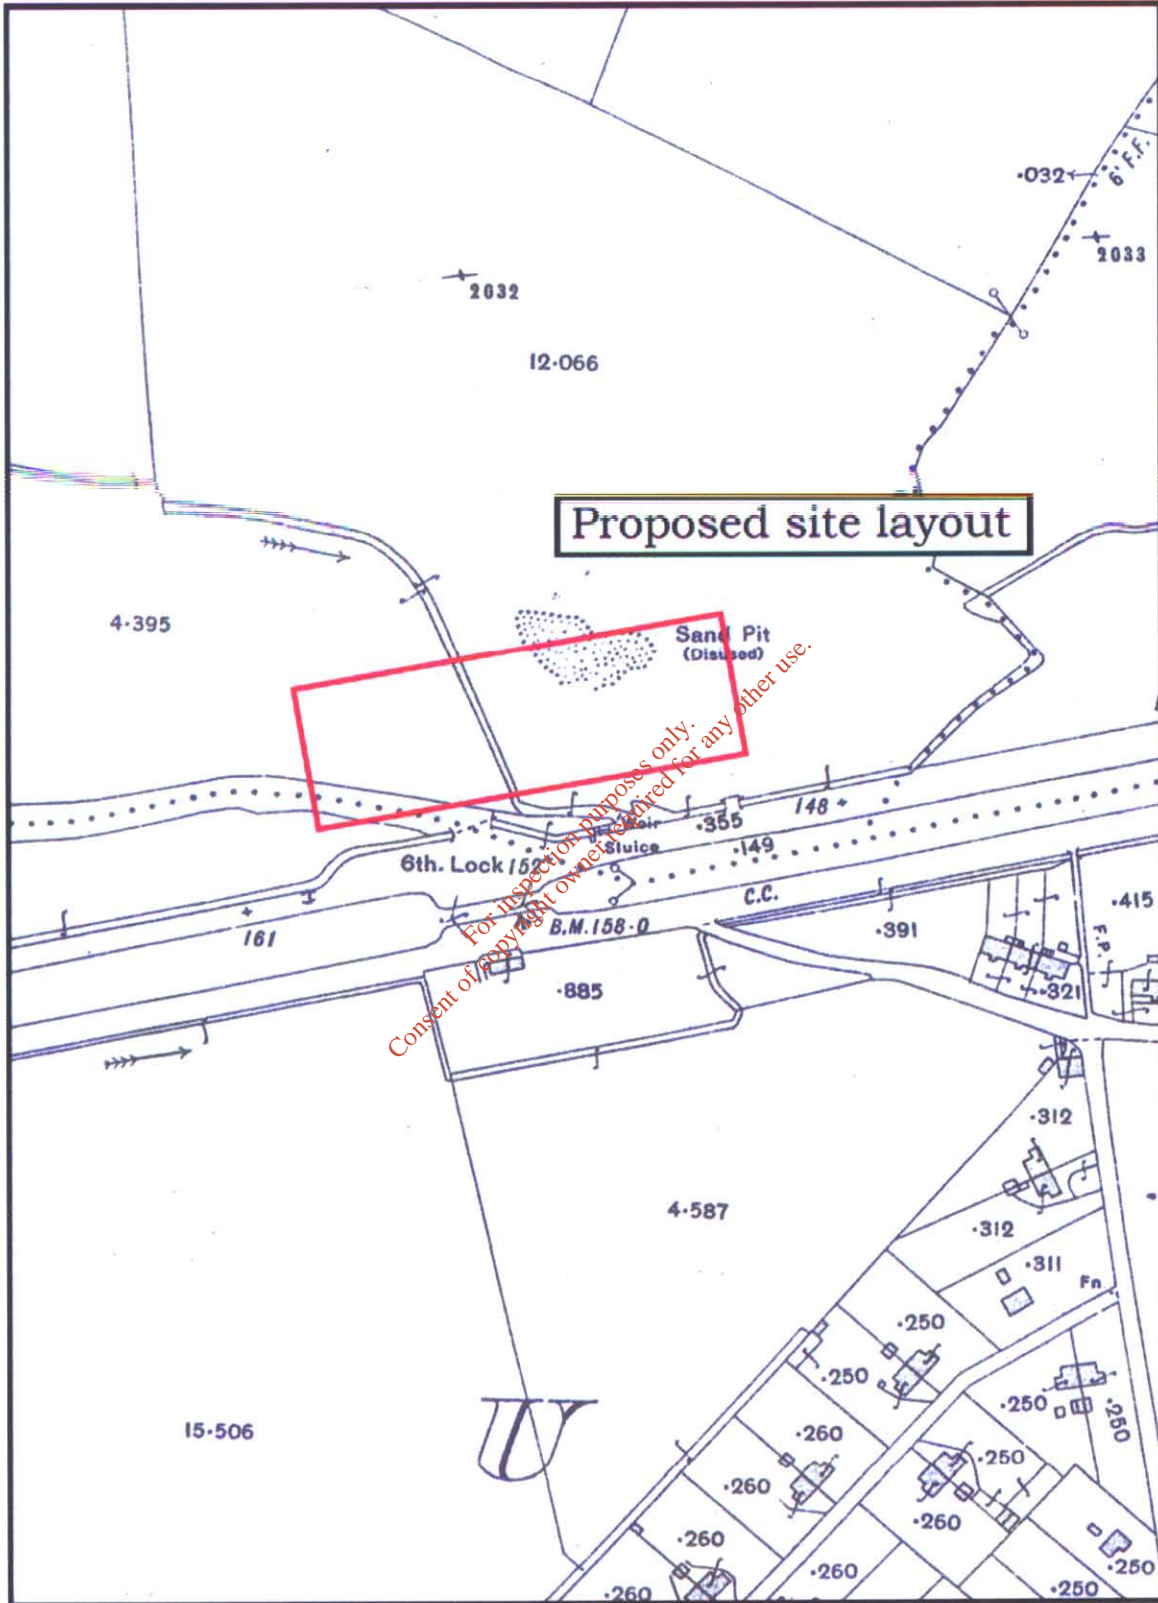 ·032
6' F.F.
2033
2032
12·066
Proposed site layout
4·395
Sand Pit
(Disused)
148
·355
Weir
·149
Sluice
6th. Lock 152
C.C.
·415
161
B.M.158·0
·391
F.P.
·885
·321
For inspection purposes only.
Consent of copyright owner required for any other use.
·312
4·587
·312
·311
Fn
·250
·250
·250
·250
15·506
U
·260
·250
·260
·260
·260
·250
·260
·260
·250